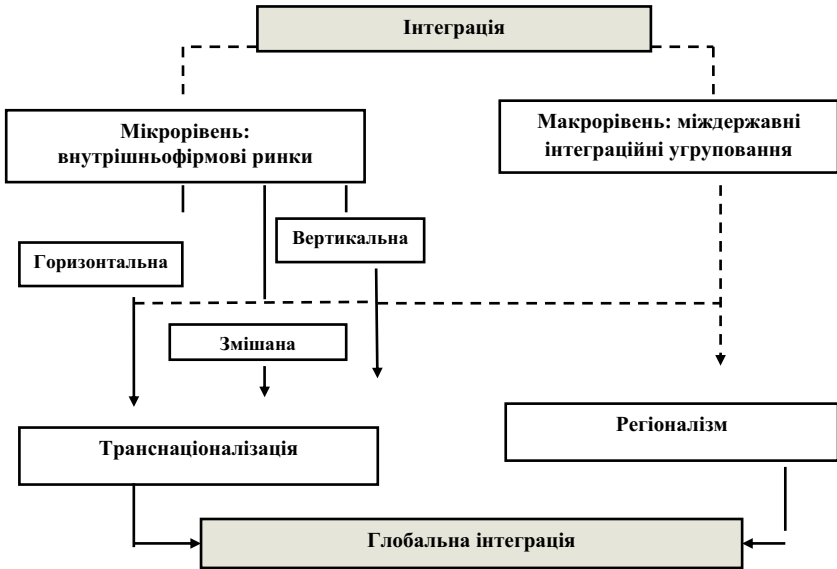 Інтеграція
Мікрорівень:
внутрішньофірмові ринки
Макрорівень: міждержавні
інтеграційні угруповання
Вертикальна
Горизонтальна
Змішана
Транснаціоналізація
Регіоналізм
Глобальна інтеграція